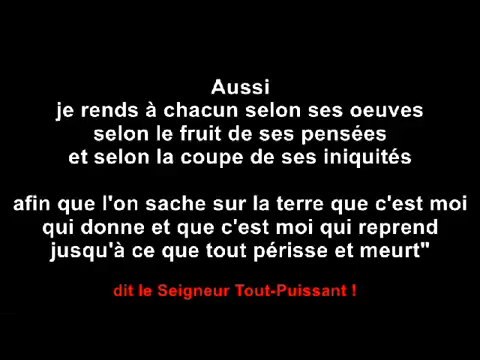 Aussi
je rends à chacun selon ses oeuves
selon le fruit de ses pensées
et selon la coupe de ses iniquités
afin que l'on sache sur la terre que c'est moi
qui donne et que c'est moi qui reprend
jusqu'à ce que tout périsse et meurt"
dit le Seigneur Tout-Puissant !